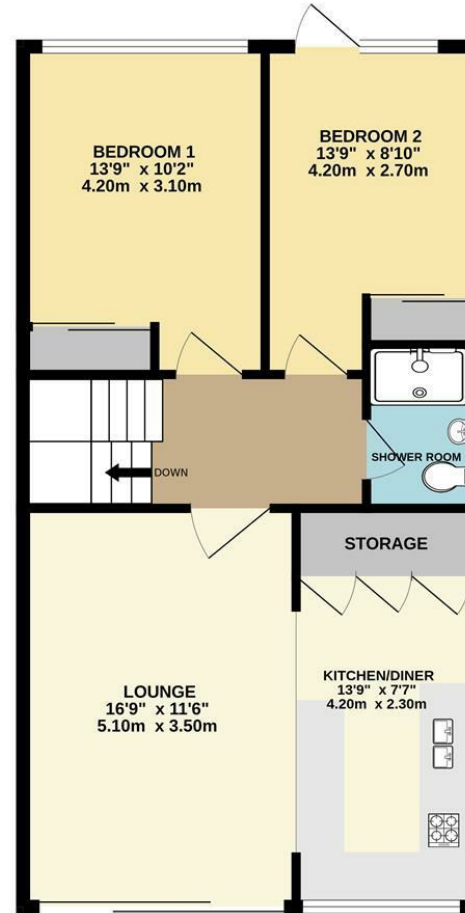 BEDROOM 1
13'9" x 10'2"
4.20m x 3.10m
BEDROOM 2
13'9" x 8'10"
4.20m x 2.70m
DOWN
SHOWER ROOM
STORAGE
LOUNGE
16'9" x 11'6"
5.10m x 3.50m
KITCHEN/DINER
13'9" x 7'7"
4.20m x 2.30m